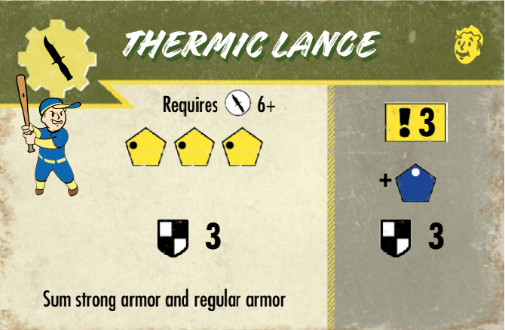 THERMIC LANCE
Requires 6+
! 3
+
3
3
Sum strong armor and regular armor